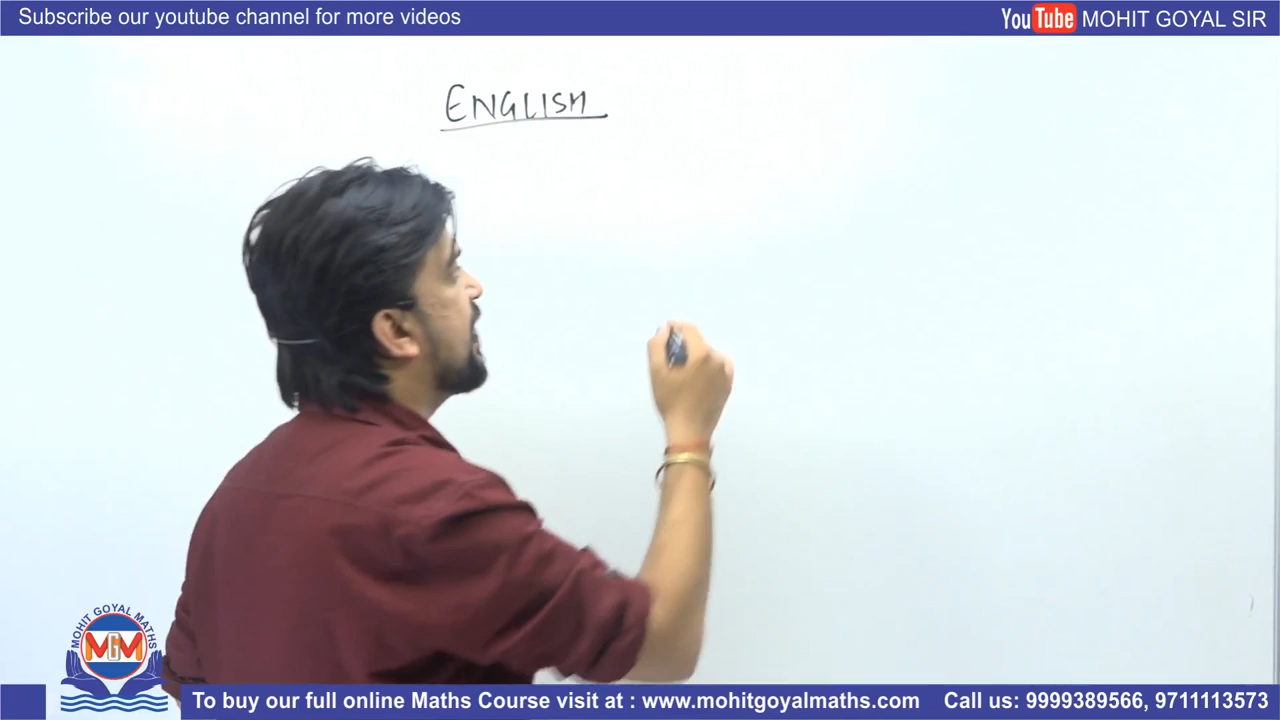 Subscribe our youtube channel for more videos
YouTube MOHIT GOYAL SIR
ENGLISH
MOHIT GOYAL MATHS
MGM
To buy our full online Maths Course visit at : www.mohitgoyalmaths.com Call us: 9999389566, 9711113573